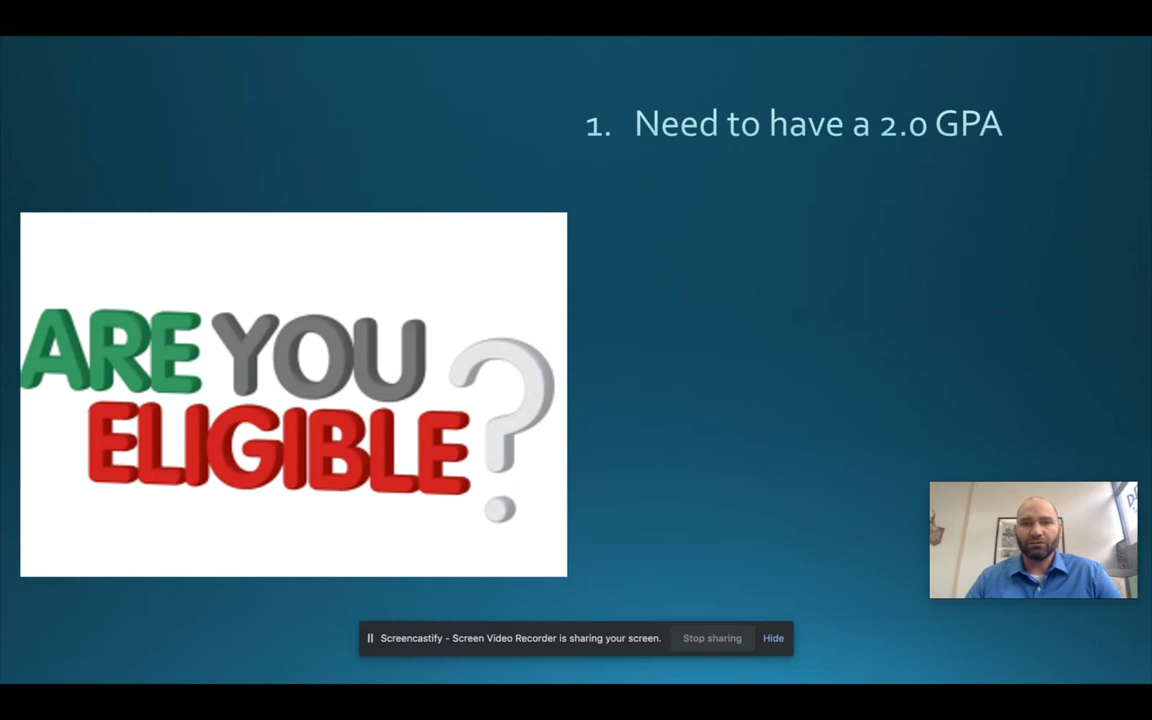 1. Need to have a 2.0 GPA
ARE YOU
ELIGIBLE?
Screencastify - Screen Video Recorder is sharing your screen. Stop sharing Hide